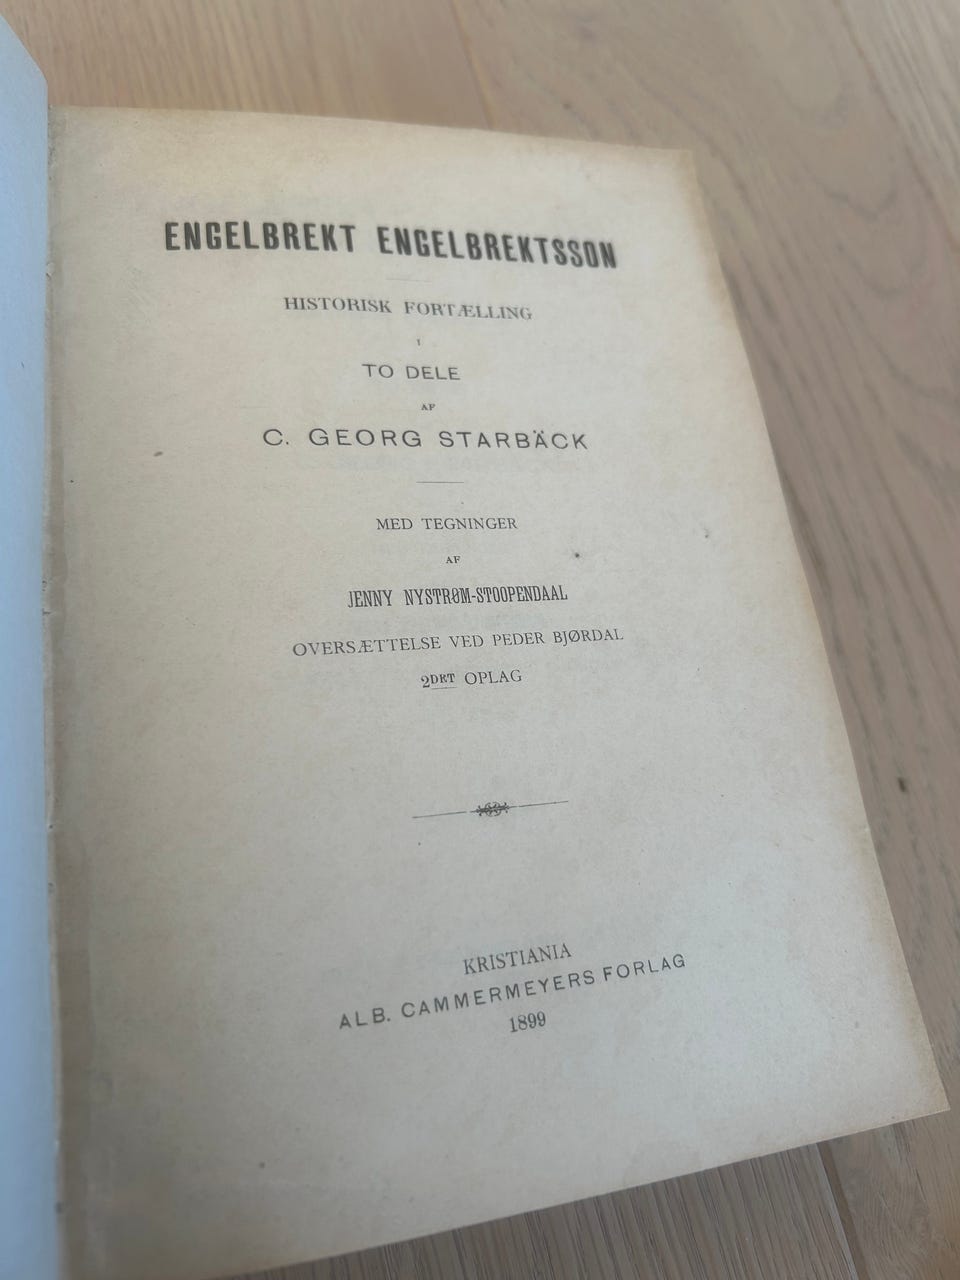 ENGELBREKT ENGELBREKTSSON
HISTORISK FORTÆLLING
I
TO DELE
AF
C. GEORG STARBÄCK
MED TEGNINGER
AF
JENNY NYSTRØM-STOOPENDAAL
OVERSÆTTELSE VED PEDER BJØRDAL
2DRT OPLAG
KRISTIANIA
ALB. CAMMERMEYERS FORLAG
1899